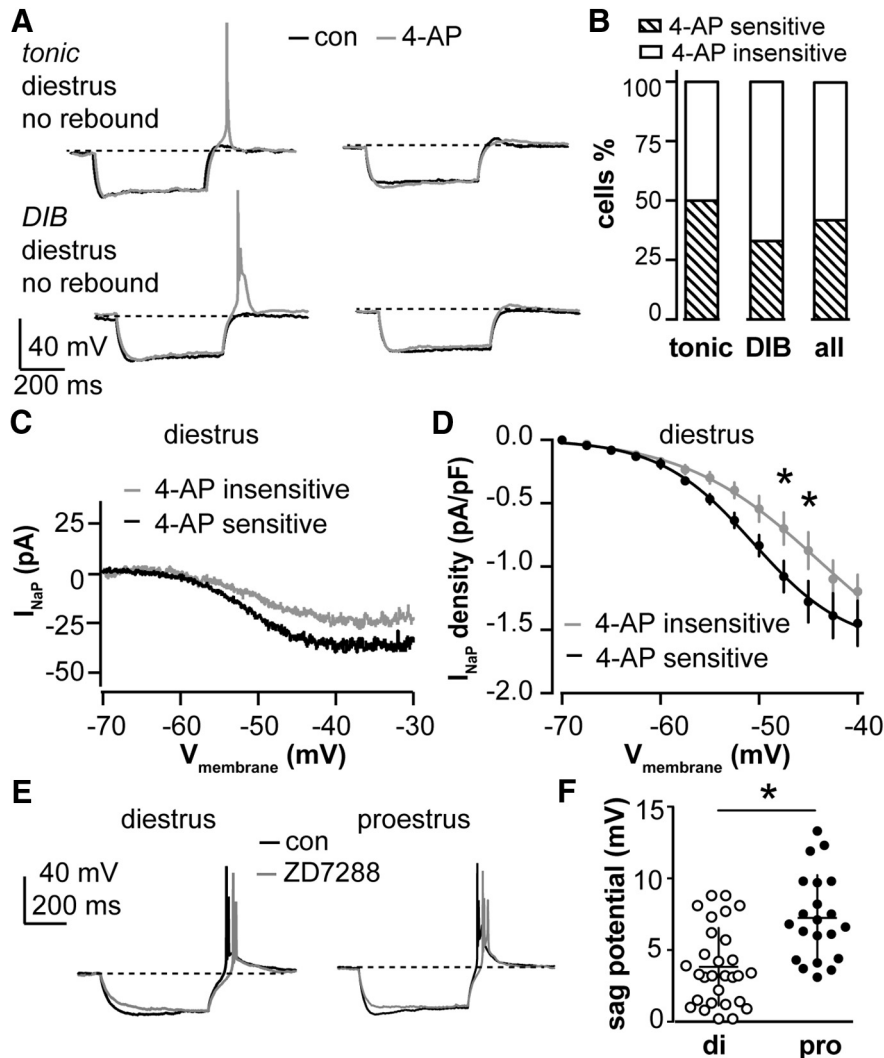 A
tonic
diestrus
no rebound
con
4-AP
DIB
diestrus
no rebound
40 mV
200 ms
B
4-AP sensitive
4-AP insensitive
cells %
100
75
50
25
0
tonic
DIB
all
C
diestrus
4-AP insensitive
4-AP sensitive
I_NaP (pA)
25
0
-25
-50
-70
-60
-50
-40
-30
V_membrane (mV)
D
diestrus
*
*
I_NaP density (pA/pF)
0.0
-0.5
-1.0
-1.5
-2.0
4-AP insensitive
4-AP sensitive
-70
-60
-50
-40
V_membrane (mV)
E
diestrus
proestrus
con
ZD7288
40 mV
200 ms
F
*
sag potential (mV)
15
10
5
0
di
pro